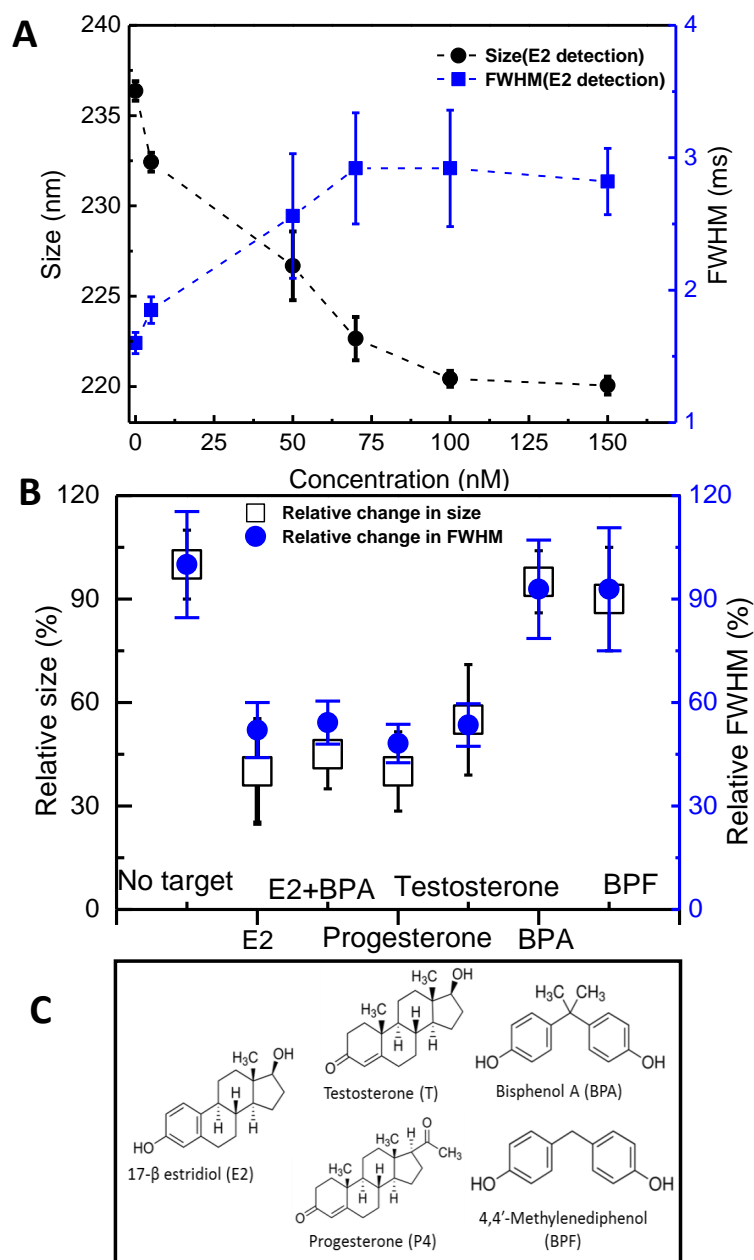 A
240
235
230
225
220
Size (nm)
Size(E2 detection)
FWHM(E2 detection)
4
3
2
1
FWHM (ms)
0 25 50 75 100 125 150
Concentration (nM)
B
120
90
60
30
0
Relative size (%)
Relative change in size
Relative change in FWHM
120
90
60
30
0
Relative FWHM (%)
No target
E2+BPA
Testosterone
BPF
E2
Progesterone
BPA
C
H₃C OH
H H
H
HO
17-β estridiol (E2)
H₃C OH
CH₃
H H
H
O
Testosterone (T)
O
H₃C H
CH₃
CH₃
H H
H
O
Progesterone (P4)
H₃C CH₃
HO OH
Bisphenol A (BPA)
HO OH
4,4′-Methylenediphenol
(BPF)